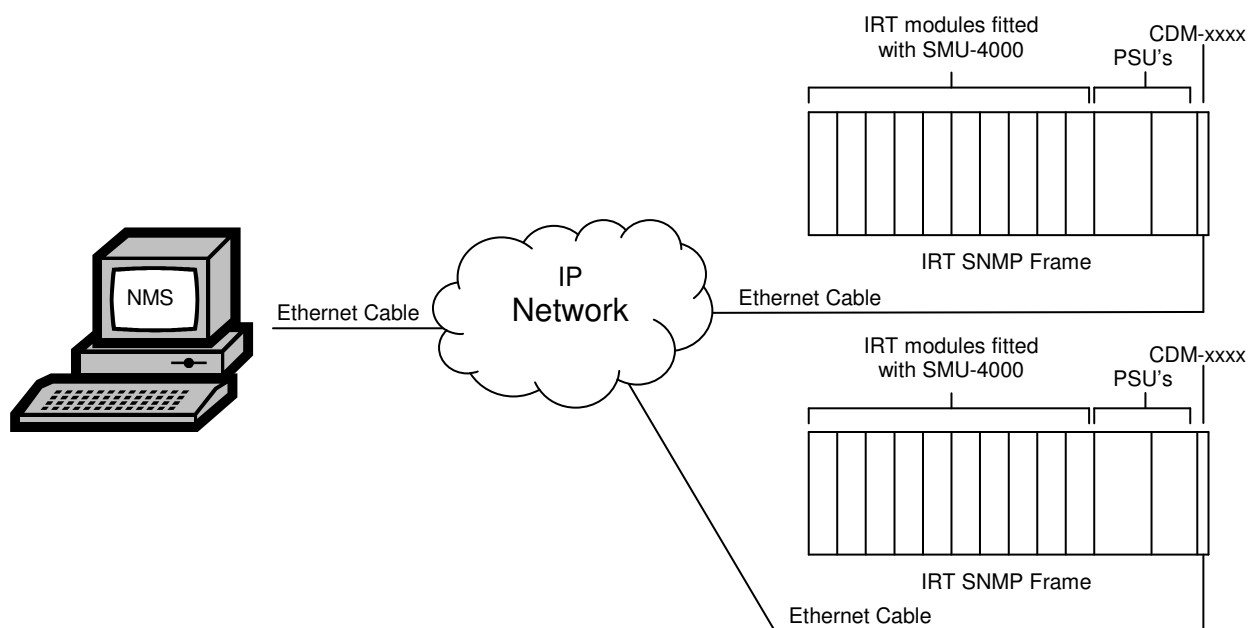 IRT modules fitted
with SMU-4000
CDM-xxxx
PSU's
IRT SNMP Frame
NMS
Ethernet Cable
IP
Network
Ethernet Cable
IRT modules fitted
with SMU-4000
CDM-xxxx
PSU's
IRT SNMP Frame
Ethernet Cable